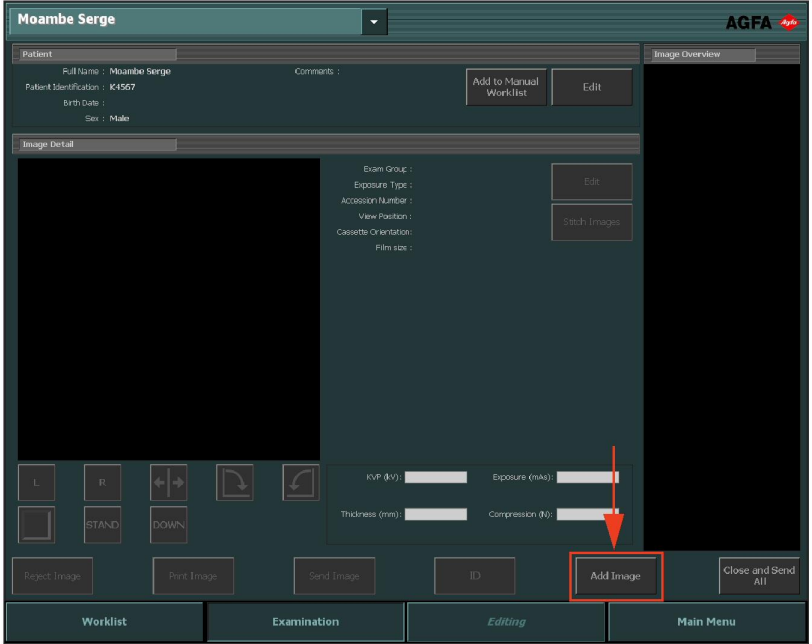 Moambe Serge
AGFA
Patient
Full Name : Moambe Serge
Patient Identification : K4567
Birth Date :
Sex : Male
Comments :
Add to Manual
Worklist
Edit
Image Overview
Image Detail
Exam Group :
Exposure Type :
Accession Number :
View Position :
Cassette Orientation:
Film size :
Edit
Stitch Images
L
R
STAND
DOWN
KVP (kV):
Exposure (mAs):
Thickness (mm):
Compression (N):
Reject Image
Print Image
Send Image
ID
Add Image
Close and Send
All
Worklist
Examination
Editing
Main Menu